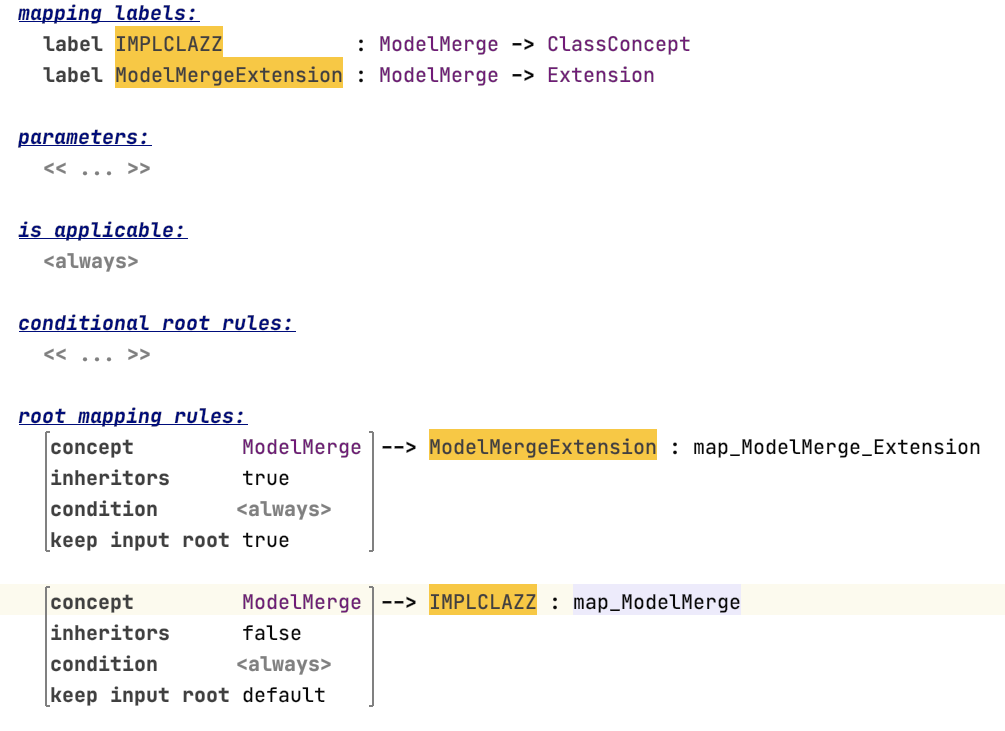 mapping labels:
label IMPLCLAZZ : ModelMerge -> ClassConcept
label ModelMergeExtension : ModelMerge -> Extension
parameters:
<< ... >>
is applicable:
<always>
conditional root rules:
<< ... >>
root mapping rules:
concept ModelMerge --> ModelMergeExtension : map_ModelMerge_Extension
inheritors true
condition <always>
keep input root true
concept ModelMerge --> IMPLCLAZZ : map_ModelMerge
inheritors false
condition <always>
keep input root default